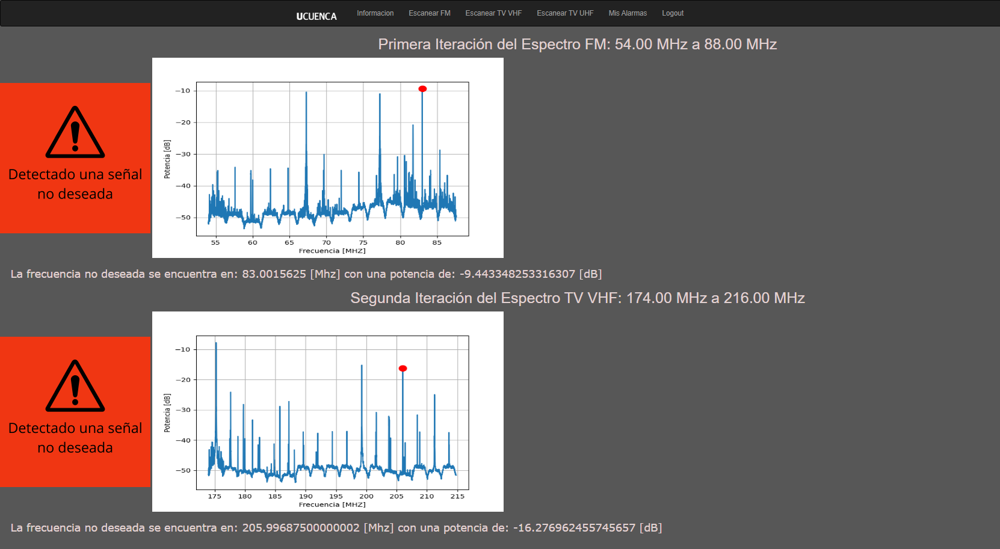 UCUENCA Informacion Escanear FM Escanear TV VHF Escanear TV UHF Mis Alarmas Logout
Primera Iteración del Espectro FM: 54.00 MHz a 88.00 MHz
Detectado una señal
no deseada
Potencia [dB]
−10
−20
−30
−40
−50
55 60 65 70 75 80 85
Frecuencia [MHZ]
La frecuencia no deseada se encuentra en: 83.0015625 [Mhz] con una potencia de: -9.443348253316307 [dB]
Segunda Iteración del Espectro TV VHF: 174.00 MHz a 216.00 MHz
Detectado una señal
no deseada
Potencia [dB]
−10
−20
−30
−40
−50
175 180 185 190 195 200 205 210 215
Frecuencia [MHZ]
La frecuencia no deseada se encuentra en: 205.99687500000002 [Mhz] con una potencia de: -16.276962455745657 [dB]